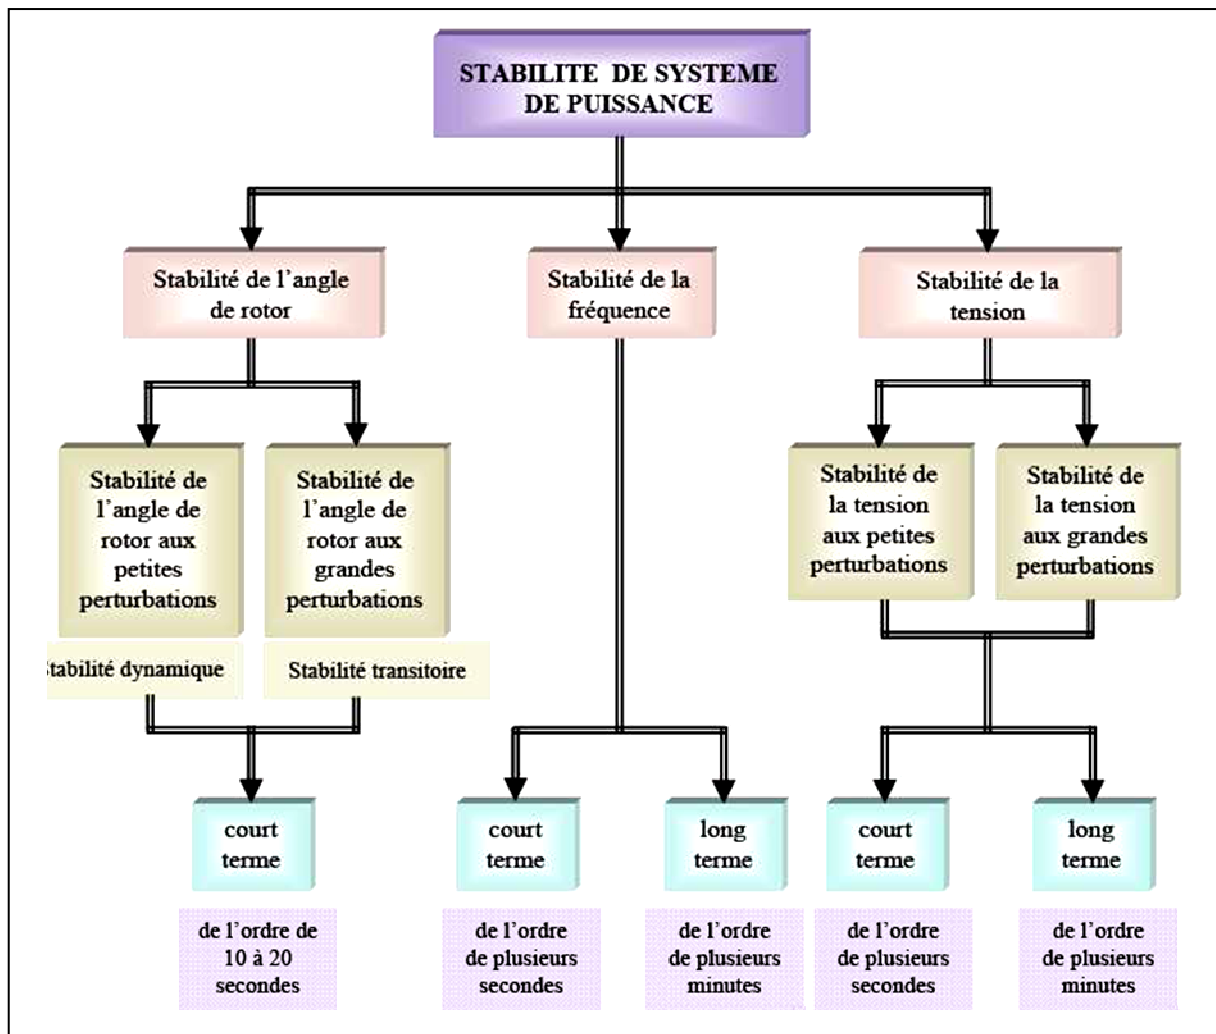 STABILITE DE SYSTEME
DE PUISSANCE
Stabilité de l'angle
de rotor
Stabilité de la
fréquence
Stabilité de la
tension
Stabilité de
l'angle de
rotor aux
petites
perturbations
Stabilité de
l'angle de
rotor aux
grandes
perturbations
Stabilité de
la tension
aux petites
perturbations
Stabilité de
la tension
aux grandes
perturbations
tabilité dynamique
Stabilité transitoire
court
terme
court
terme
long
terme
court
terme
long
terme
de l'ordre de
10 à 20
secondes
de l'ordre
de plusieurs
secondes
de l'ordre
de plusieurs
minutes
de l'ordre
de plusieurs
secondes
de l'ordre
de plusieurs
minutes